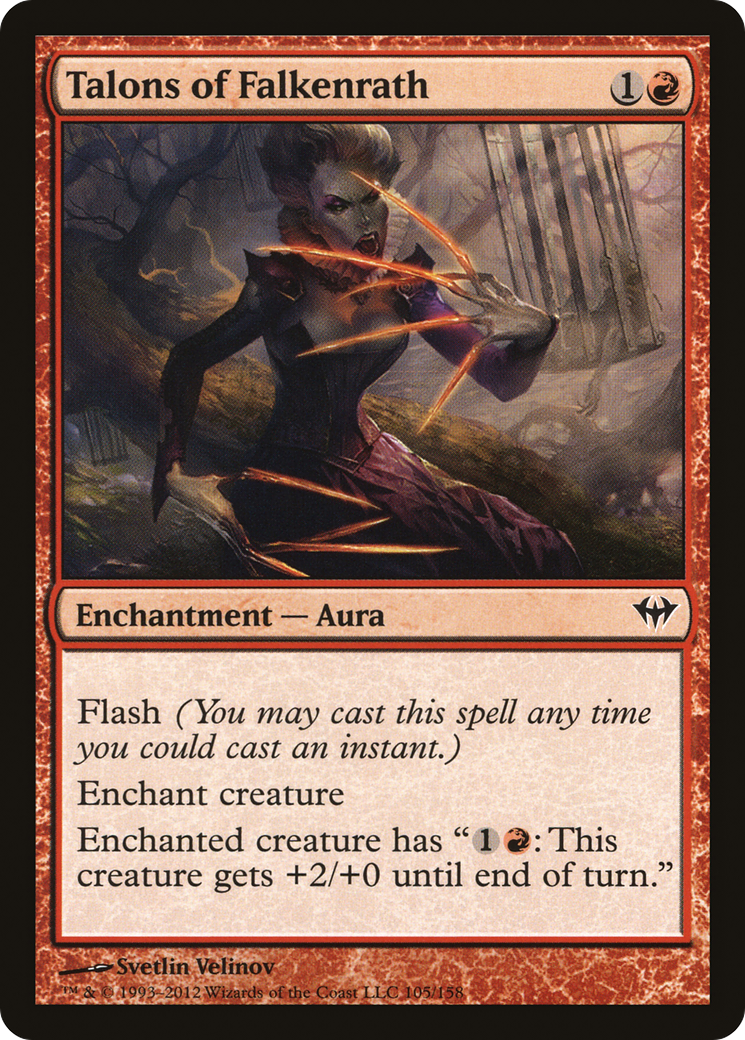 Talons of Falkenrath 1
Enchantment — Aura
Flash (You may cast this spell any time
you could cast an instant.)
Enchant creature
Enchanted creature has “1: This
creature gets +2/+0 until end of turn.”
Svetlin Velinov
™ & © 1993–2012 Wizards of the Coast LLC 105/158